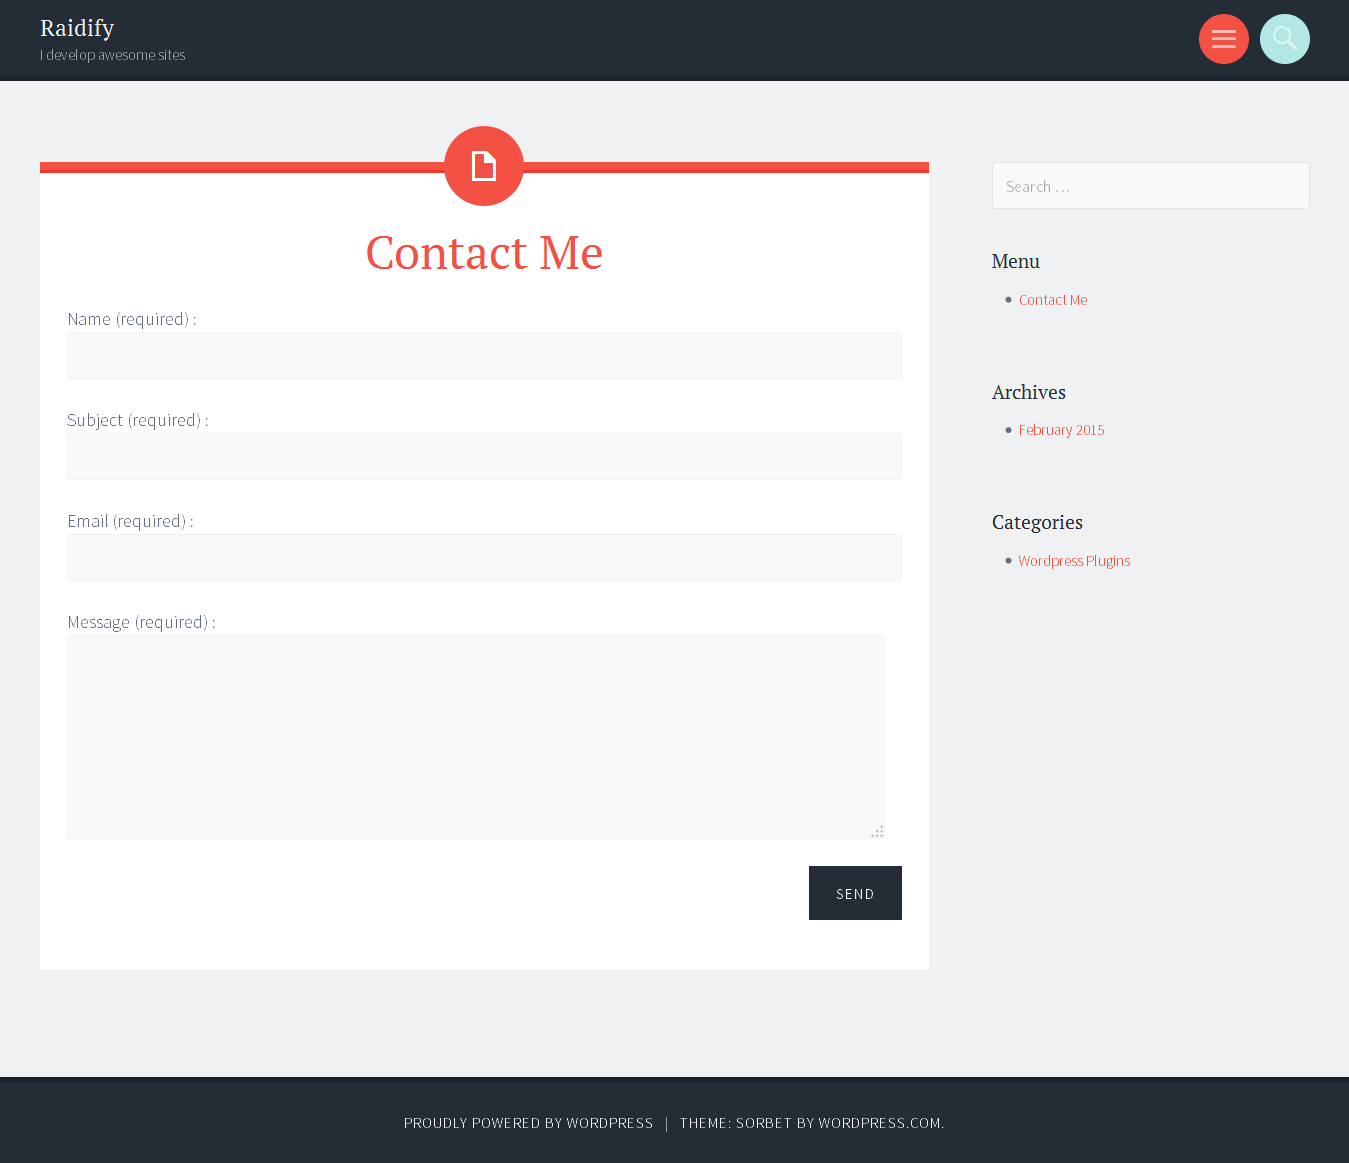 Raidify
I develop awesome sites
Contact Me
Name (required) :
Subject (required) :
Email (required) :
Message (required) :
SEND
Search ...
Menu
Contact Me
Archives
February 2015
Categories
Wordpress Plugins
PROUDLY POWERED BY WORDPRESS | THEME: SORBET BY WORDPRESS.COM.